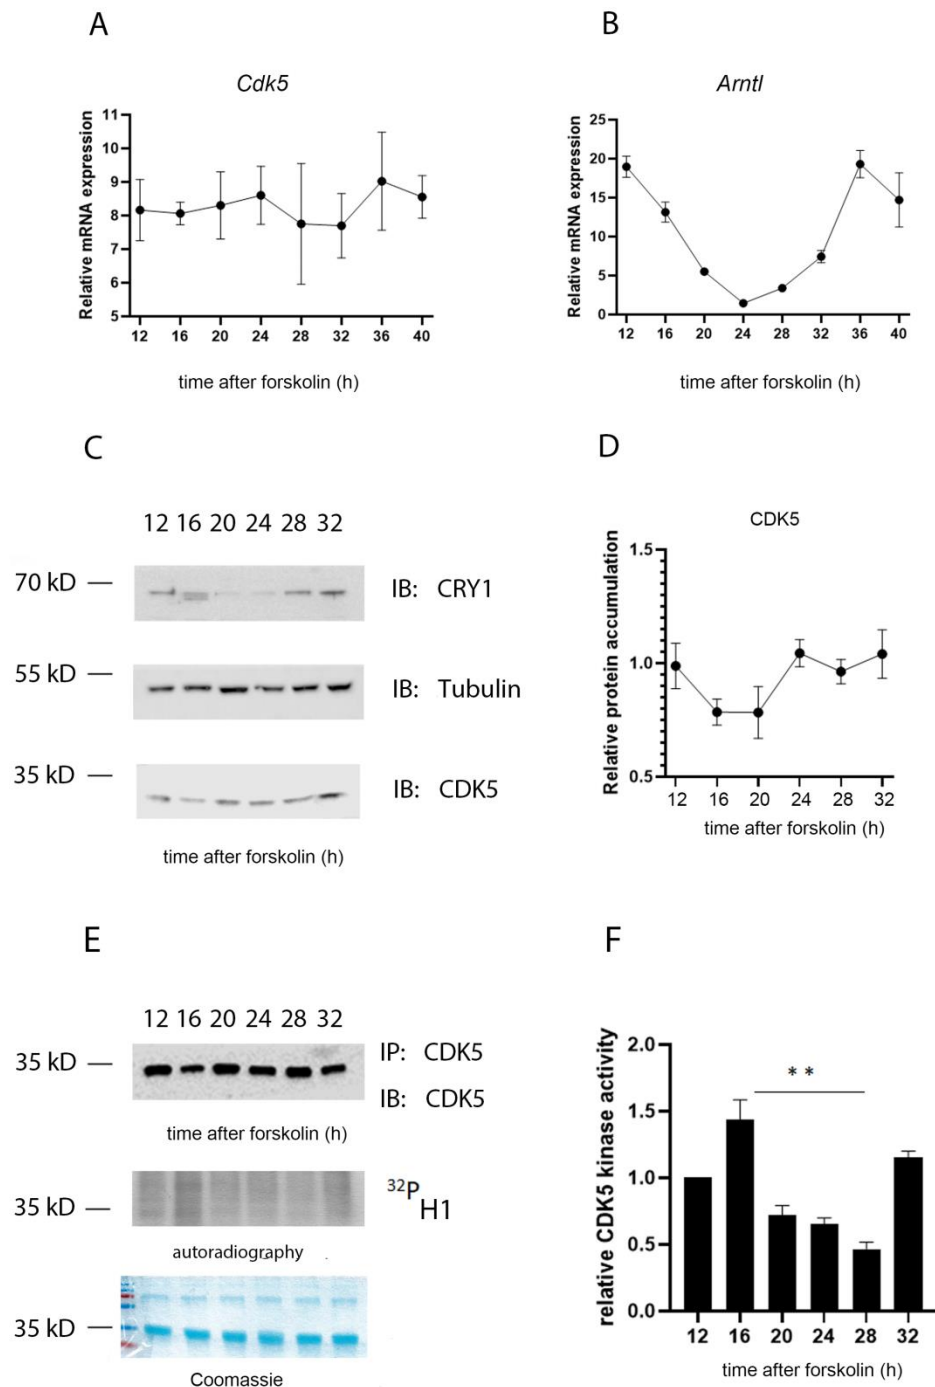 A
Cdk5
Relative mRNA expression
11
10
9
8
7
6
5
12 16 20 24 28 32 36 40
time after forskolin (h)
B
Arntl
Relative mRNA expression
25
20
15
10
5
0
12 16 20 24 28 32 36 40
time after forskolin (h)
C
12 16 20 24 28 32
70 kD
IB: CRY1
55 kD
IB: Tubulin
35 kD
IB: CDK5
time after forskolin (h)
D
CDK5
Relative protein accumulation
1.5
1.0
0.5
12 16 20 24 28 32
time after forskolin (h)
E
12 16 20 24 28 32
35 kD
IP: CDK5
IB: CDK5
time after forskolin (h)
35 kD
32P H1
autoradiography
35 kD
Coomassie
F
relative CDK5 kinase activity
2.0
1.5
1.0
0.5
0.0
**
12 16 20 24 28 32
time after forskolin (h)